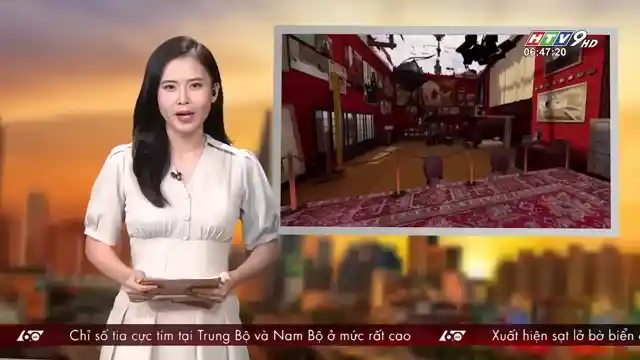 HTV9 HD
06:47:20
Chỉ số tia cực tím tại Trung Bộ và Nam Bộ ở mức rất cao
60
Xuất hiện sạt lở bờ biển